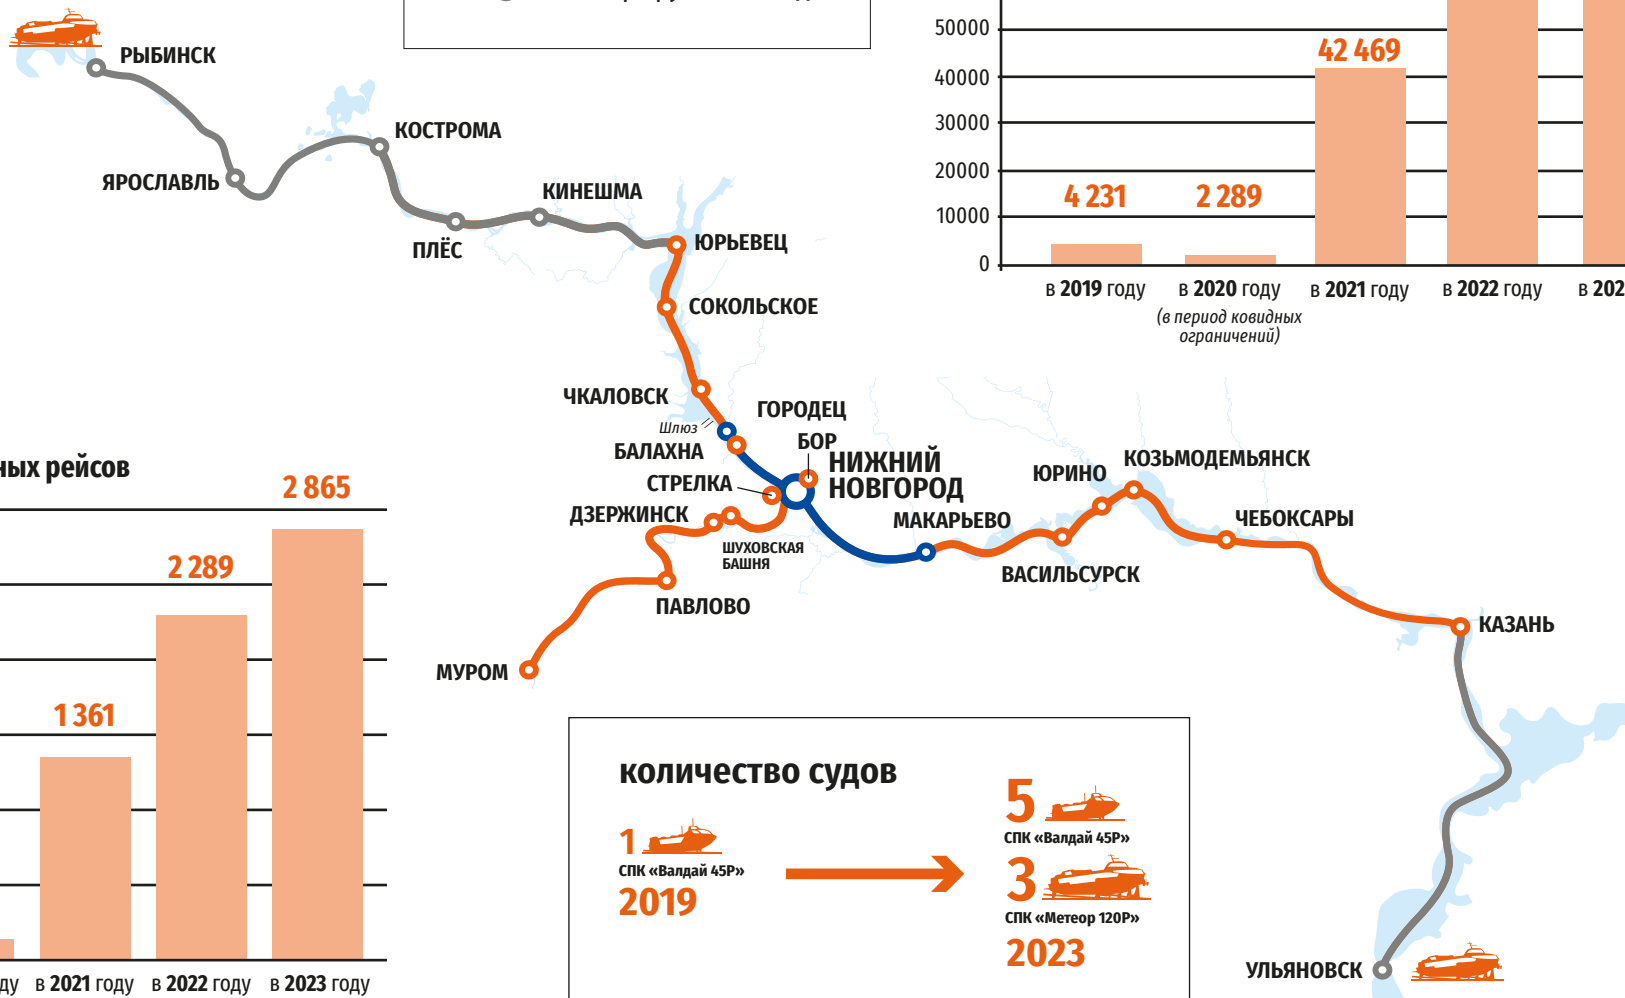 РЫБИНСК
КОСТРОМА
ЯРОСЛАВЛЬ
КИНЕШМА
ПЛЁС
ЮРЬЕВЕЦ
СОКОЛЬСКОЕ
ЧКАЛОВСК
ГОРОДЕЦ
Шлюз
БАЛАХНА
БОР
НИЖНИЙ
НОВГОРОД
СТРЕЛКА
ДЗЕРЖИНСК
ШУХОВСКАЯ
БАШНЯ
ПАВЛОВО
МУРОМ
МАКАРЬЕВО
ВАСИЛЬСУРСК
ЮРИНО
КОЗЬМОДЕМЬЯНСК
ЧЕБОКСАРЫ
КАЗАНЬ
УЛЬЯНОВСК
50000
40000
30000
20000
10000
0
4 231
2 289
42 469
в 2019 году
в 2020 году
(в период ковидных
ограничений)
в 2021 году
в 2022 году
в 202
ных рейсов
1 361
2 289
2 865
ду
в 2021 году
в 2022 году
в 2023 году
количество судов
1
СПК «Валдай 45Р»
2019
5
СПК «Валдай 45Р»
3
СПК «Метеор 120Р»
2023